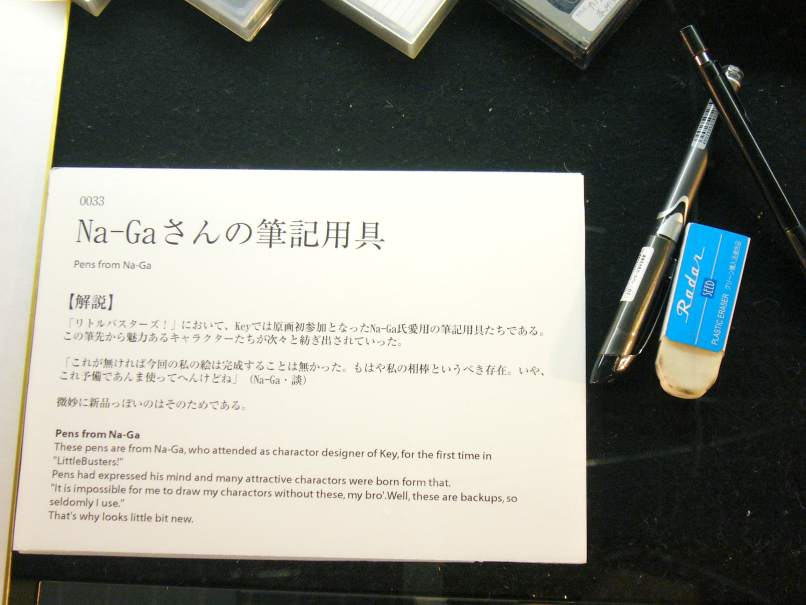 0033
Na-Gaさんの筆記用具
Pens from Na-Ga
【解説】
「リトルバスターズ！」において、Keyでは原画初参加となったNa-Ga氏愛用の筆記用具たちである。
この筆先から魅力あるキャラクターたちが次々と紡ぎ出されていった。
「これが無ければ今回の私の絵は完成することは無かった。もはや私の相棒というべき存在。いや、
これ予備であんま使ってへんけどね」（Na-Ga・談）
微妙に新品っぽいのはそのためである。
Pens from Na-Ga
These pens are from Na-Ga, who attended as charactor designer of Key, for the first time in
"LittleBusters!"
Pens had expressed his mind and many attractive charactors were born form that.
"It is impossible for me to draw my charactors without these, my bro'.Well, these are backups, so
seldomly I use."
That's why looks little bit new.
Radar
SEED
PLASTIC ERASER